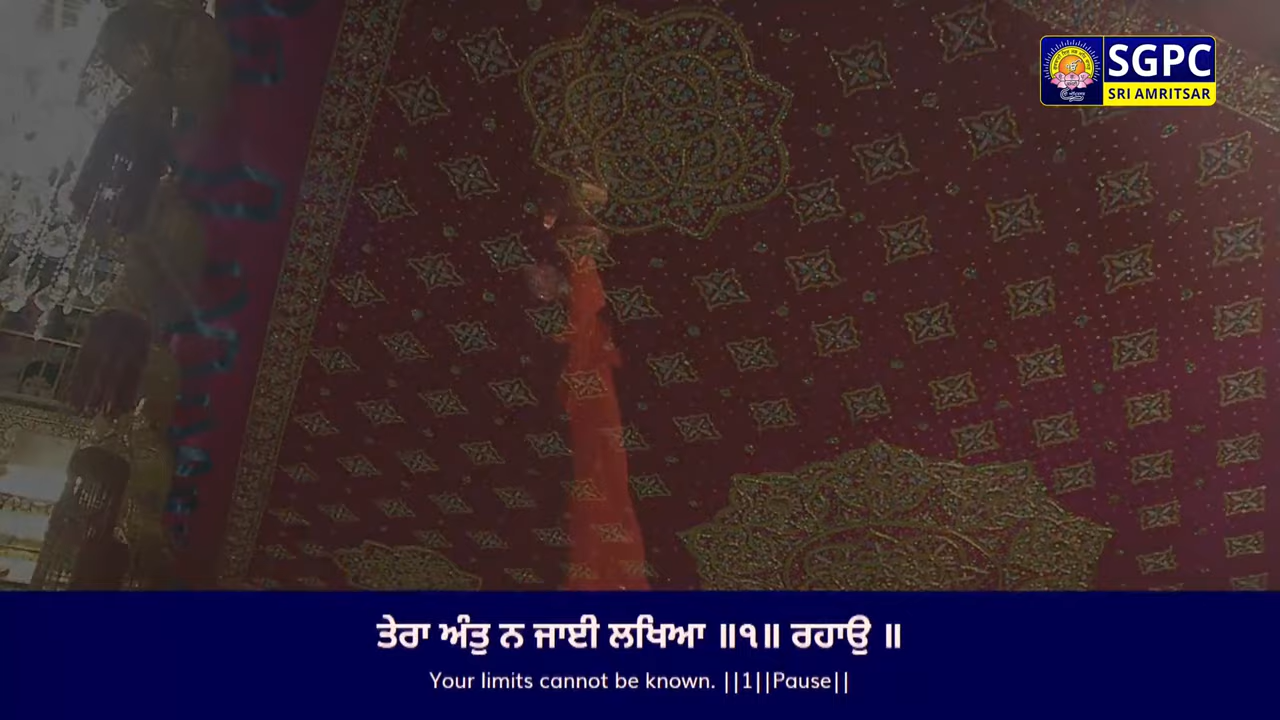 SGPC
SRI AMRITSAR
ਤੇਰਾ ਅੰਤੁ ਨ ਜਾਈ ਲਖਿਆ ॥੧॥ ਰਹਾਉ ॥
Your limits cannot be known. ||1||Pause||